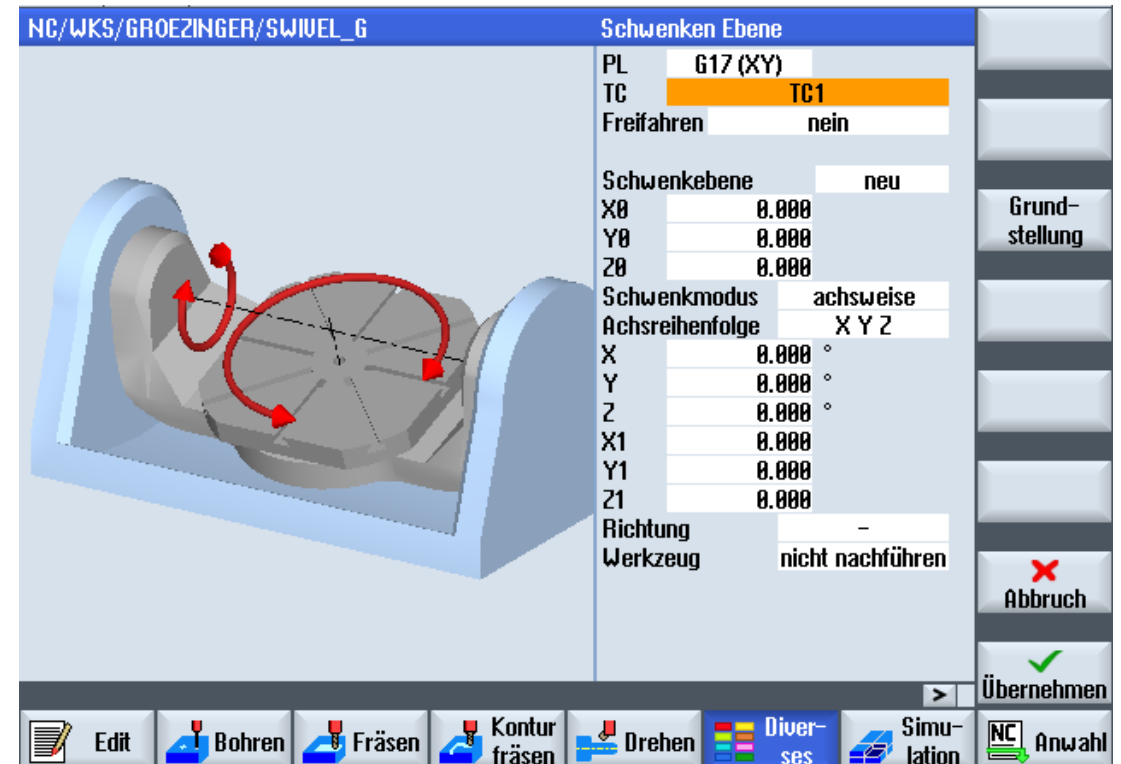 NC/WKS/GROEZINGER/SWIVEL_G
Schwenken Ebene
PL G17 (XY)
TC TC1
Freifahren nein
Schwenkebene neu
X0 0.000
Y0 0.000
Z0 0.000
Schwenkmodus achsweise
Achsreihenfolge X Y Z
X 0.000 °
Y 0.000 °
Z 0.000 °
X1 0.000
Y1 0.000
Z1 0.000
Richtung -
Werkzeug nicht nachführen
Grund-
stellung
Abbruch
Übernehmen
>
Edit
Bohren
Fräsen
Kontur
fräsen
Drehen
Diver-
ses
Simu-
lation
NC Anwahl